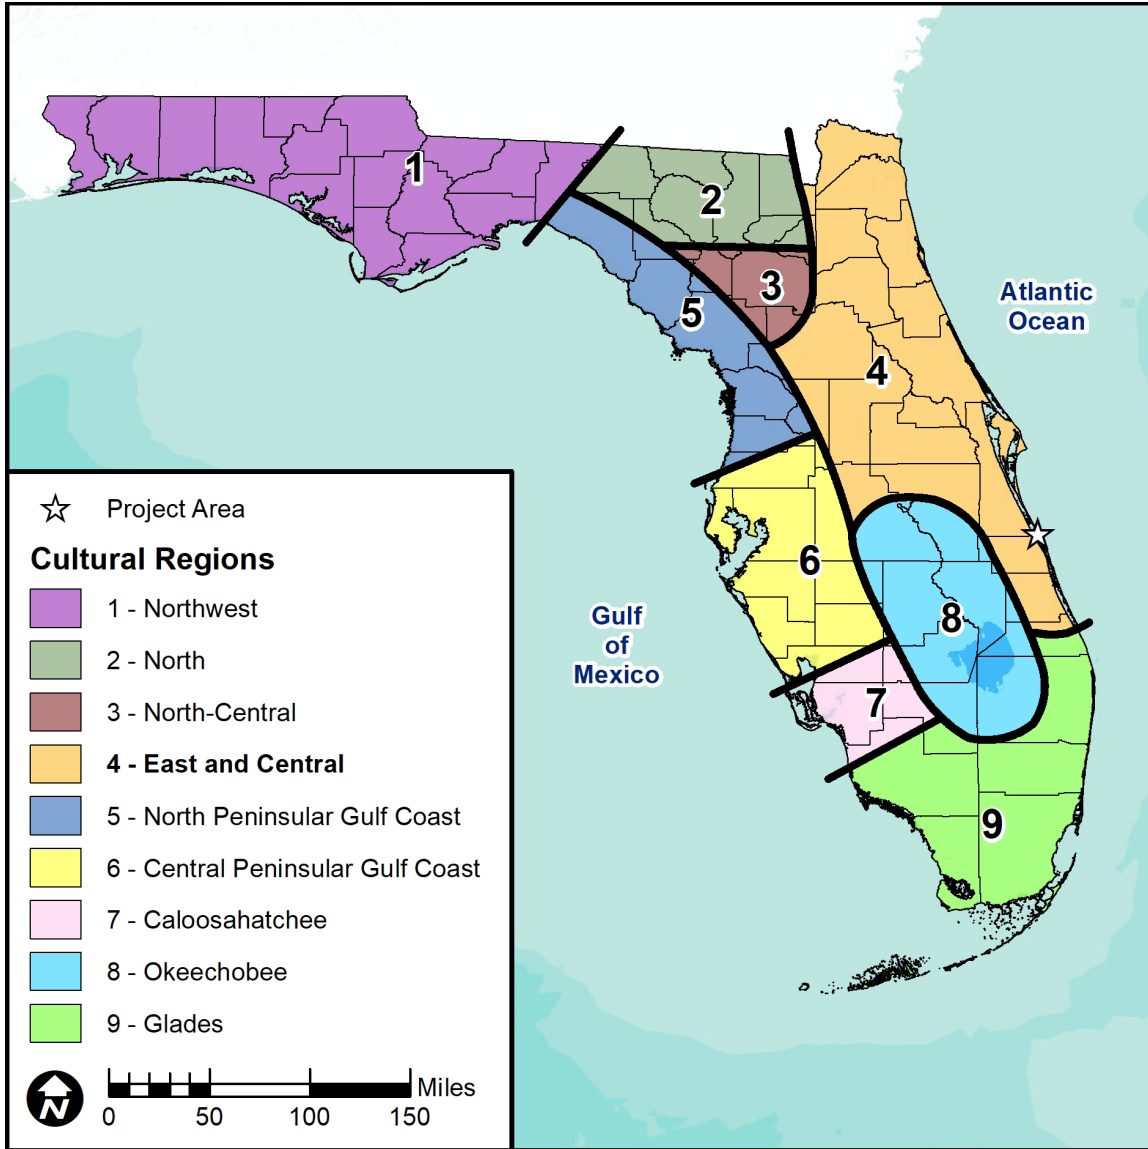 1
2
3
5
4
Atlantic
Ocean
6
8
Gulf
of
Mexico
7
9
Project Area
Cultural Regions
1 - Northwest
2 - North
3 - North-Central
4 - East and Central
5 - North Peninsular Gulf Coast
6 - Central Peninsular Gulf Coast
7 - Caloosahatchee
8 - Okeechobee
9 - Glades
N
Miles
0 50 100 150